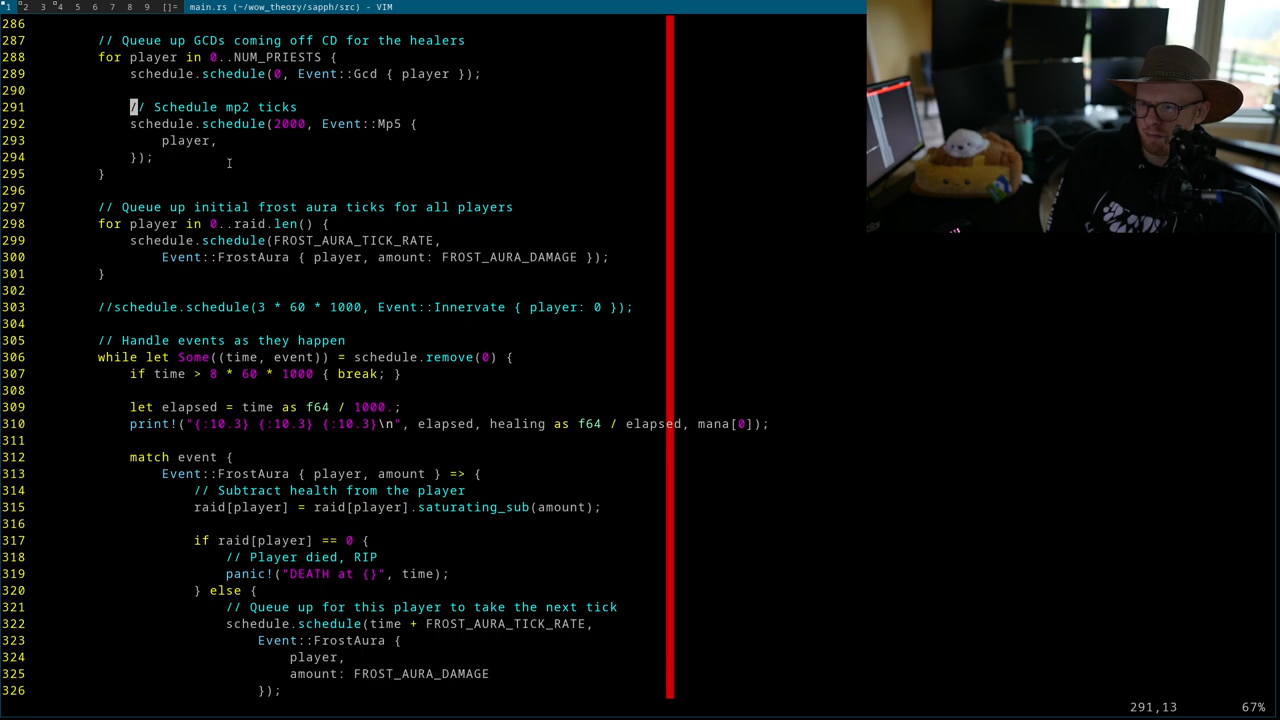 1 2 3 4 5 6 7 8 9 []= main.rs (~/wow_theory/sapph/src) - VIM
286
287 // Queue up GCDs coming off CD for the healers
288 for player in 0..NUM_PRIESTS {
289 schedule.schedule(0, Event::Gcd { player });
290
291 // Schedule mp2 ticks
292 schedule.schedule(2000, Event::Mp5 {
293 player,
294 });
295 }
296
297 // Queue up initial frost aura ticks for all players
298 for player in 0..raid.len() {
299 schedule.schedule(FROST_AURA_TICK_RATE,
300 Event::FrostAura { player, amount: FROST_AURA_DAMAGE });
301 }
302
303 //schedule.schedule(3 * 60 * 1000, Event::Innervate { player: 0 });
304
305 // Handle events as they happen
306 while let Some((time, event)) = schedule.remove(0) {
307 if time > 8 * 60 * 1000 { break; }
308
309 let elapsed = time as f64 / 1000.;
310 print!("{:10.3} {:10.3} {:10.3}\n", elapsed, healing as f64 / elapsed, mana[0]);
311
312 match event {
313 Event::FrostAura { player, amount } => {
314 // Subtract health from the player
315 raid[player] = raid[player].saturating_sub(amount);
316
317 if raid[player] == 0 {
318 // Player died, RIP
319 panic!("DEATH at {}", time);
320 } else {
321 // Queue up for this player to take the next tick
322 schedule.schedule(time + FROST_AURA_TICK_RATE,
323 Event::FrostAura {
324 player,
325 amount: FROST_AURA_DAMAGE
326 });
291,13 67%